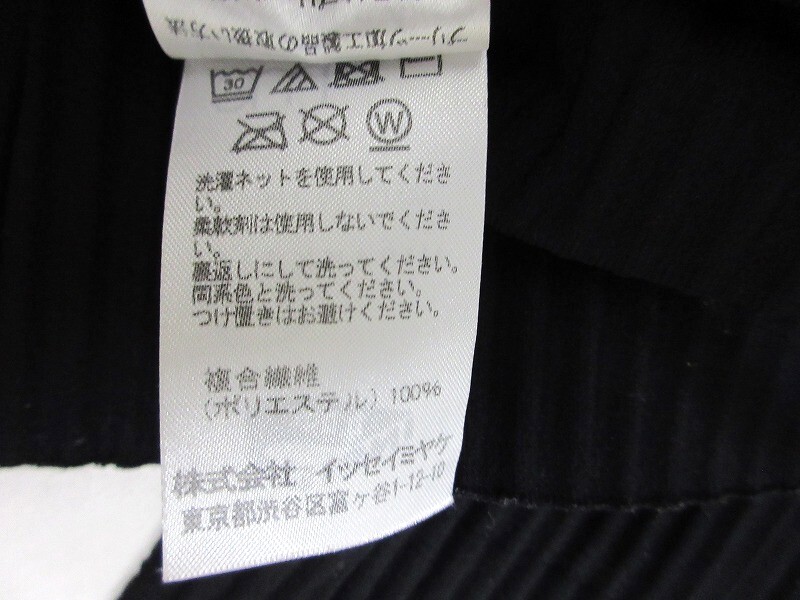 プリーツ加工製品の取扱い方法
30
W
洗濯ネットを使用してくださ
い。
柔軟剤は使用しないでくださ
い。
裏返しにして洗ってください。
同系色と洗ってください。
つけ置きはお避けください。
複合繊維
(ポリエステル) 100%
株式会社 イッセイミヤケ
東京都渋谷区富ヶ谷1-12-10